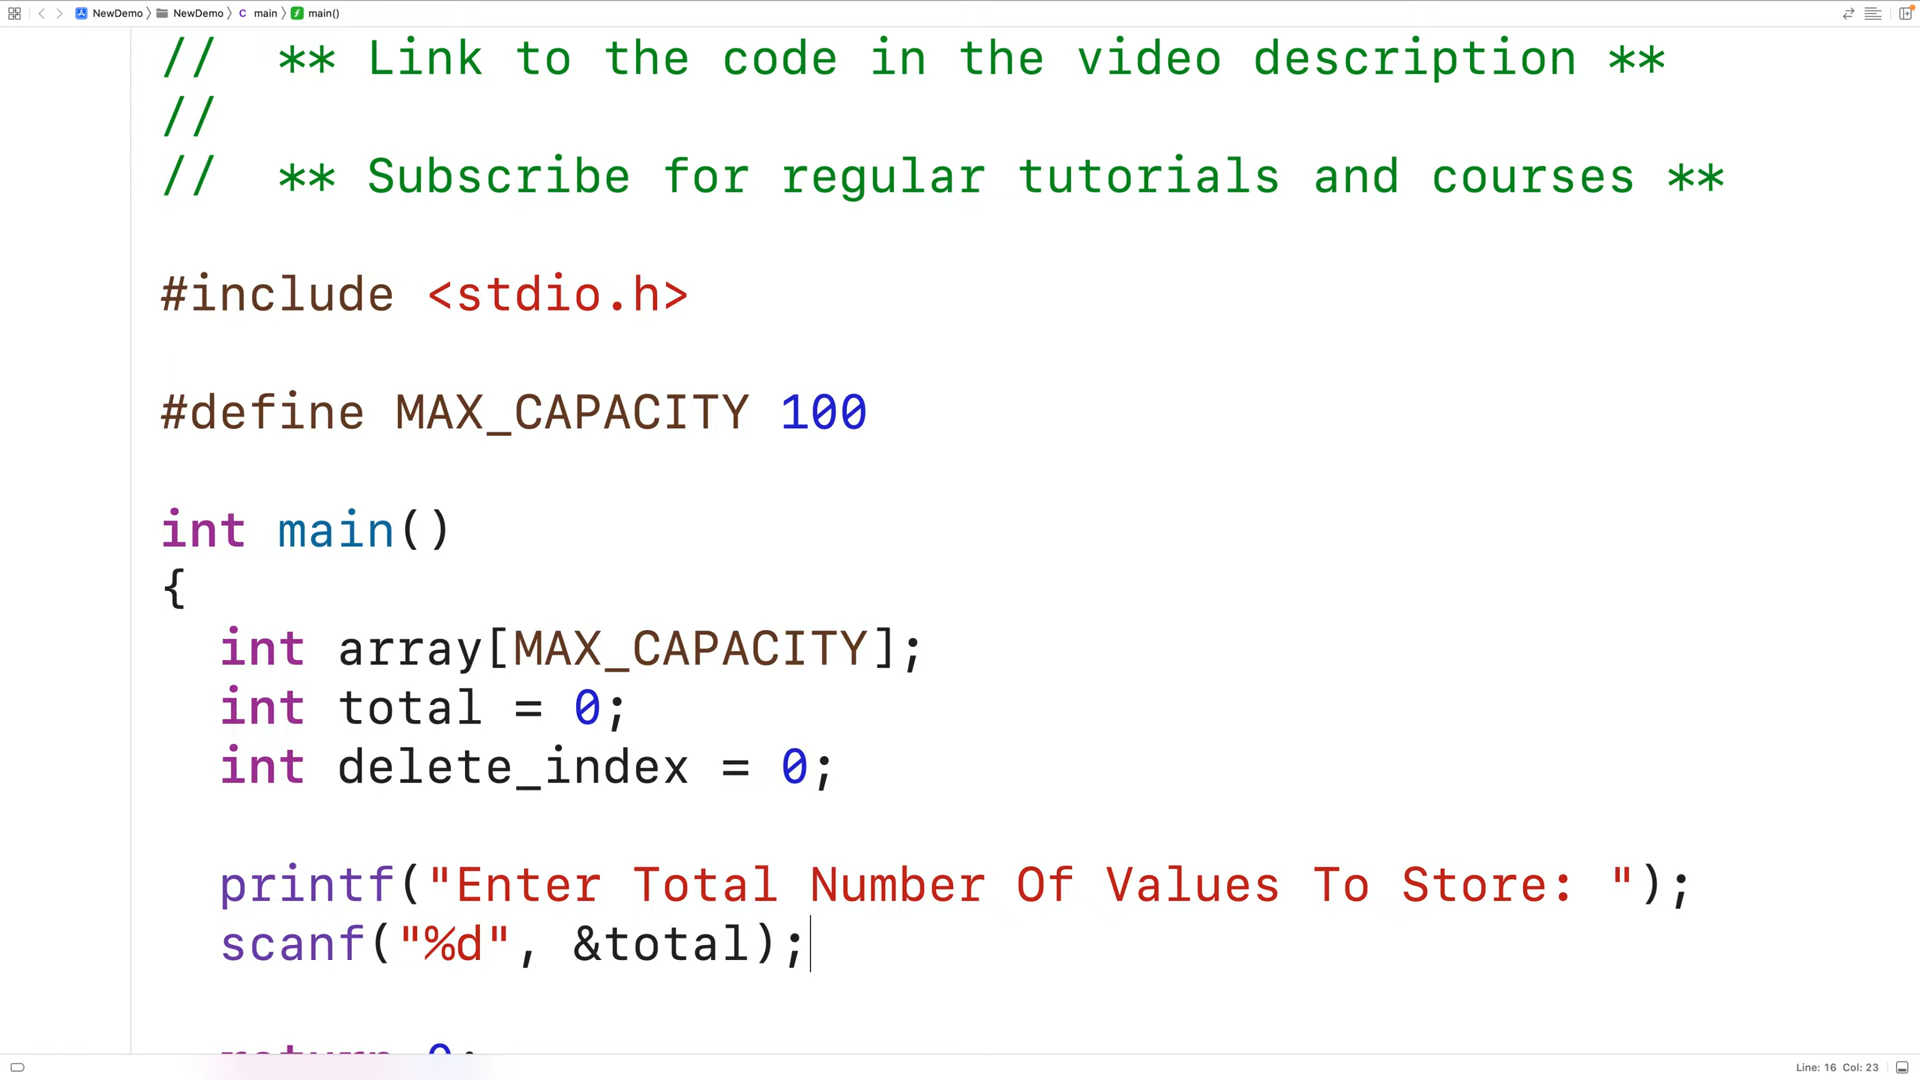 NewDemo NewDemo C main f main()
// ** Link to the code in the video description **
//
// ** Subscribe for regular tutorials and courses **
#include <stdio.h>
#define MAX_CAPACITY 100
int main()
{
int array[MAX_CAPACITY];
int total = 0;
int delete_index = 0;
printf("Enter Total Number Of Values To Store: ");
scanf("%d", &total);
return 0;
Line: 16 Col: 23